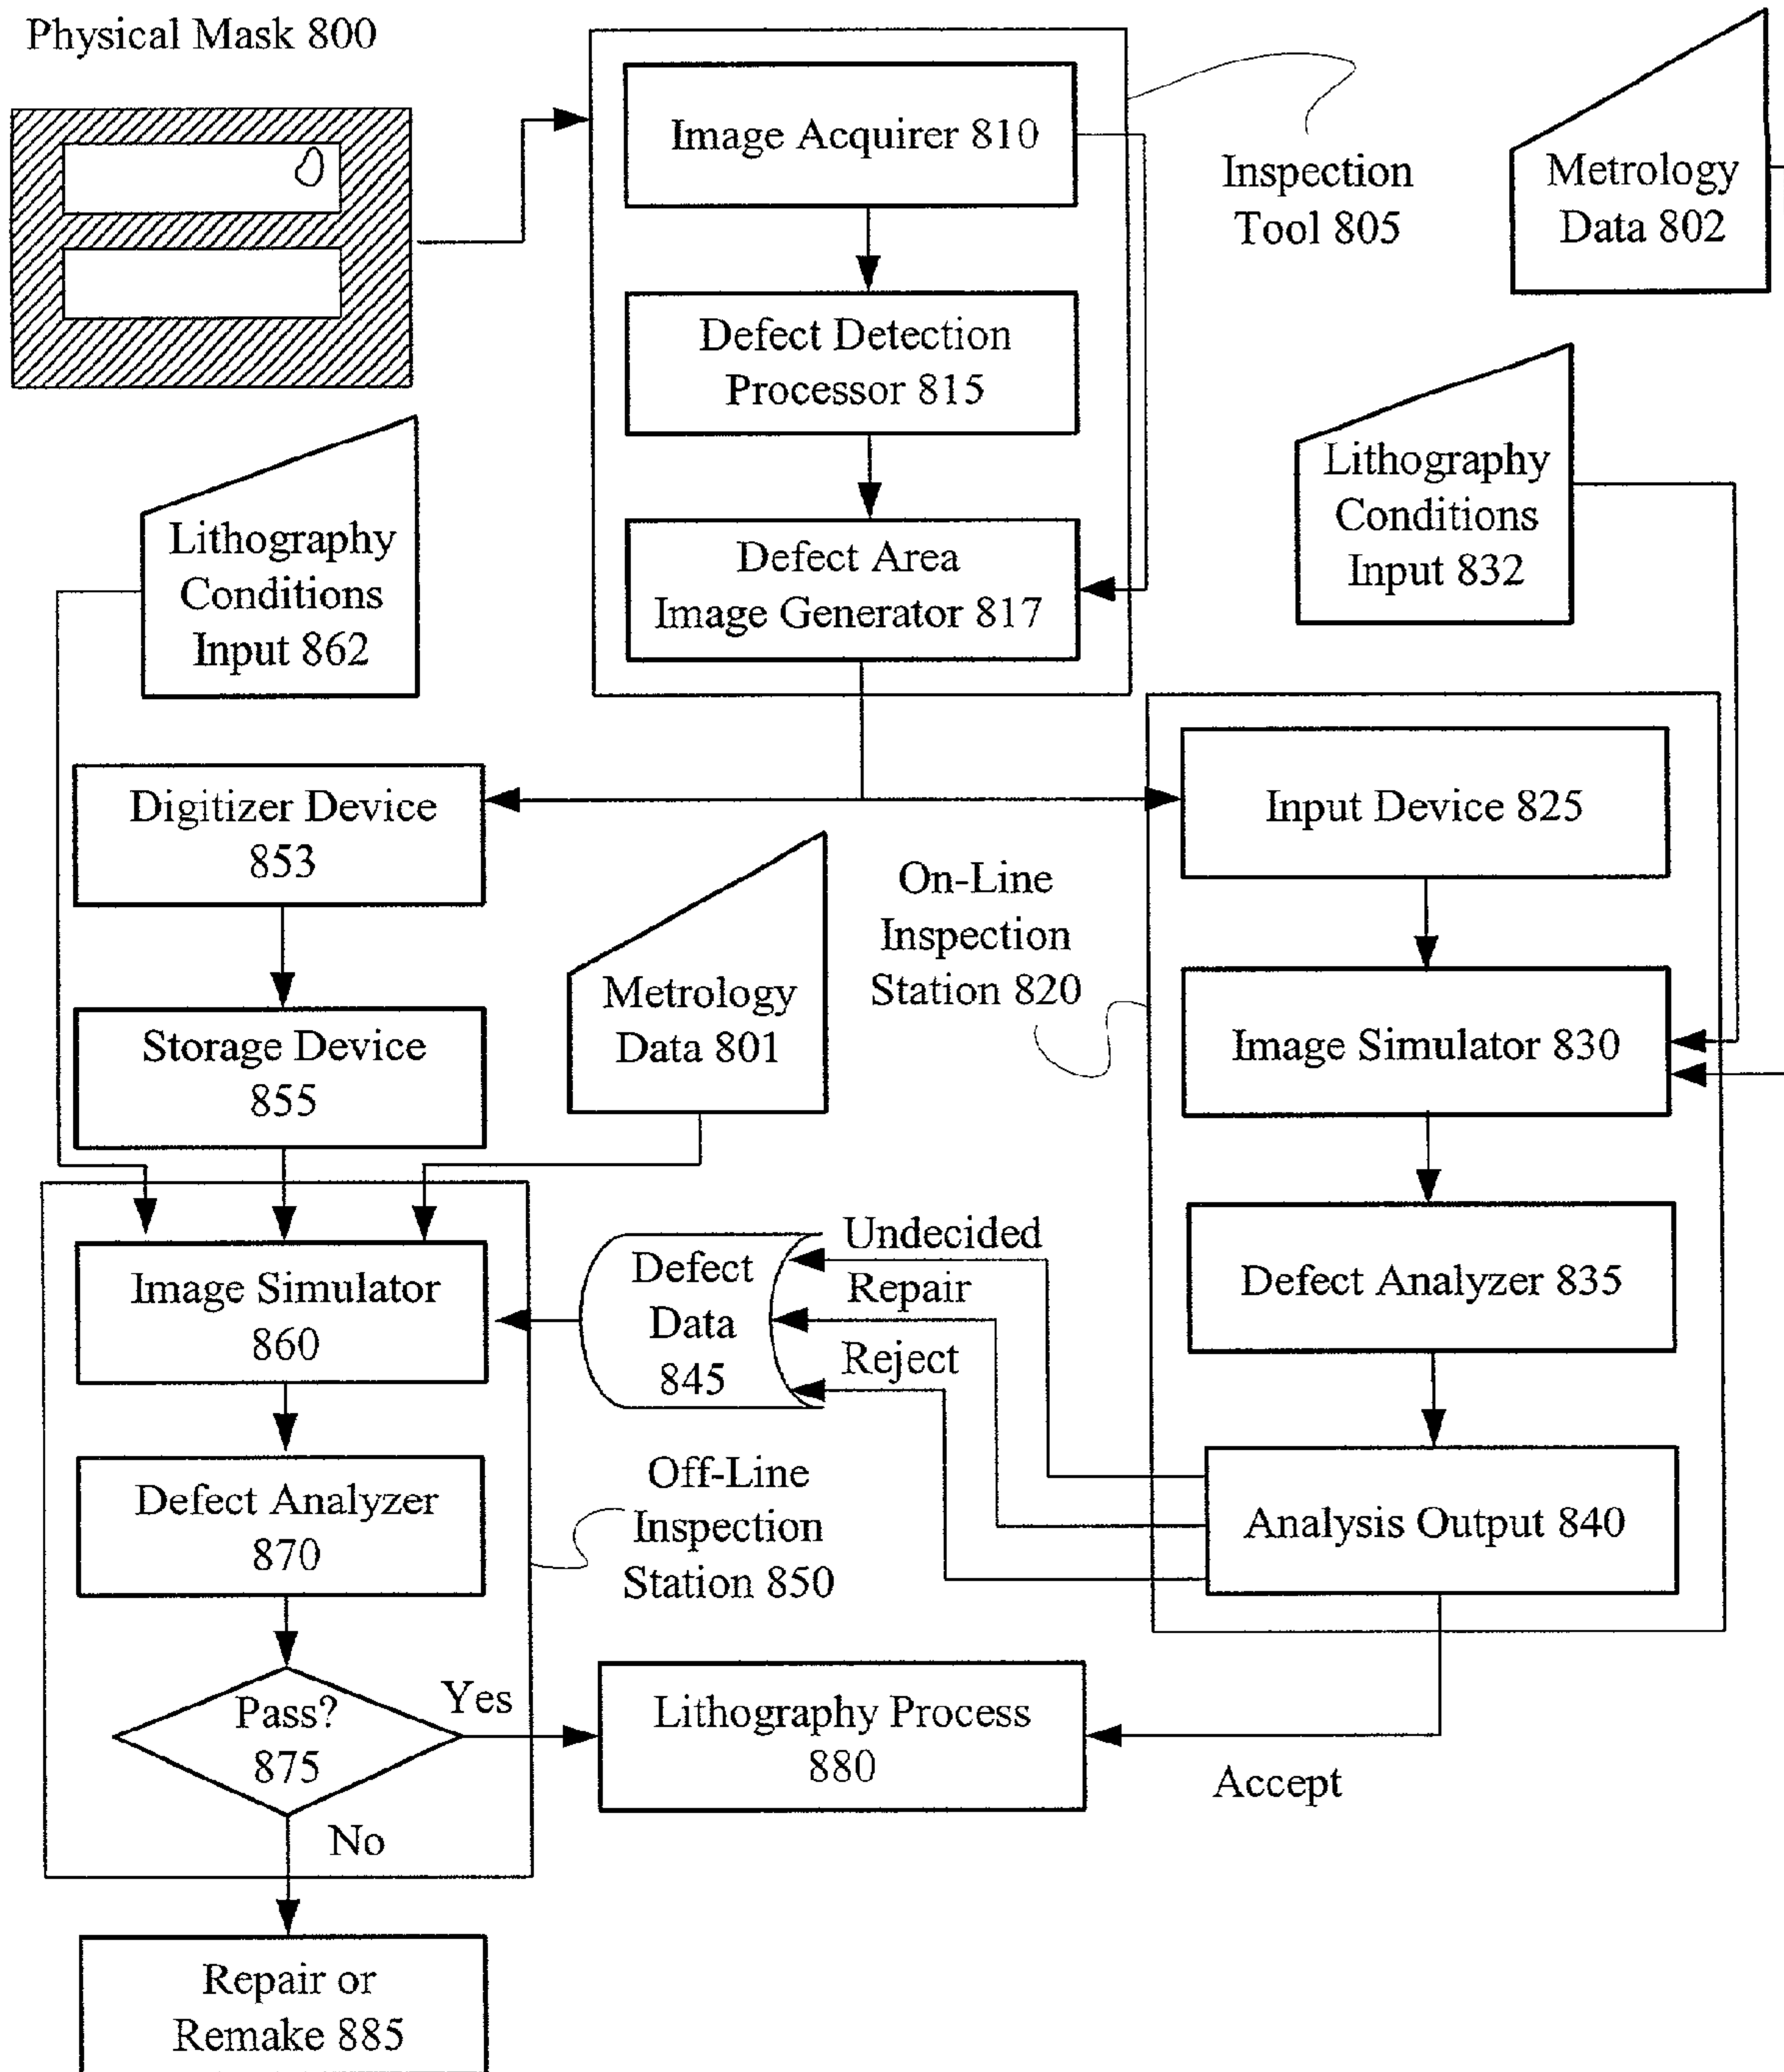 Physical Mask 800
Image Acquirer 810
Inspection
Tool 805
Metrology
Data 802
Defect Detection
Processor 815
Lithography
Conditions
Input 832
Lithography
Conditions
Input 862
Defect Area
Image Generator 817
Digitizer Device
853
Input Device 825
On-Line
Inspection
Station 820
Metrology
Data 801
Storage Device
855
Image Simulator 830
Undecided
Repair
Reject
Defect
Data
845
Image Simulator
860
Defect Analyzer 835
Defect Analyzer
870
Off-Line
Inspection
Station 850
Analysis Output 840
Pass?
875
Yes
No
Lithography Process
880
Accept
Repair or
Remake 885